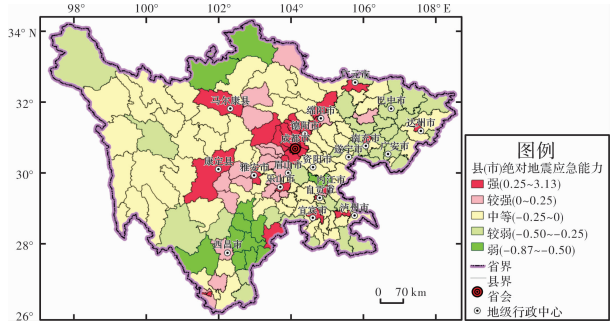 98° 100° 102° 104° 106° 108° E
34° N
32°
30°
28°
26°
广元市
马尔康县
绵阳市
巴中市
德阳市
达州市
成都市
南充市
遂宁市
广安市
康定县
雅安市
眉山市
资阳市
乐山市
内江市
自贡市
宜宾市
泸州市
西昌市
0 70 km
图例
县(市)绝对地震应急能力
强(0.25~3.13)
较强(0~0.25)
中等(-0.25~0)
较弱(-0.50~-0.25)
弱(-0.87~-0.50)
省界
县界
省会
地级行政中心